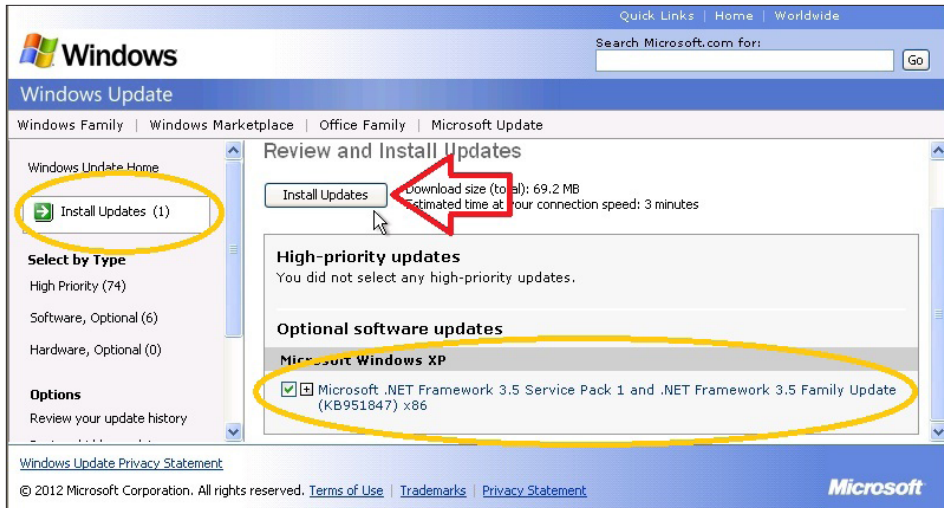 Quick Links | Home | Worldwide
Windows
Search Microsoft.com for:
Go
Windows Update
Windows Family | Windows Marketplace | Office Family | Microsoft Update
Windows Update Home
Install Updates (1)
Select by Type
High Priority (74)
Software, Optional (6)
Hardware, Optional (0)
Options
Review your update history
Review and Install Updates
Install Updates
Download size (total): 69.2 MB
Estimated time at your connection speed: 3 minutes
High-priority updates
You did not select any high-priority updates.
Optional software updates
Microsoft Windows XP
Microsoft .NET Framework 3.5 Service Pack 1 and .NET Framework 3.5 Family Update
(KB951847) x86
Windows Update Privacy Statement
© 2012 Microsoft Corporation. All rights reserved. Terms of Use | Trademarks | Privacy Statement
Microsoft